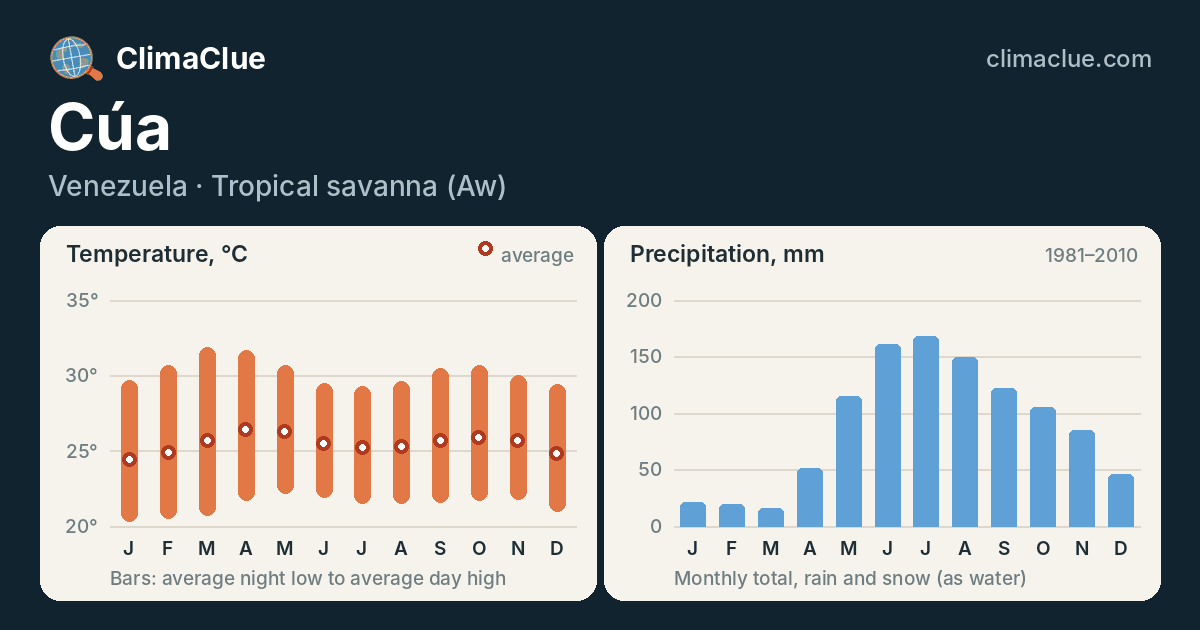 ClimaClue
climaclue.com
Cúa
Venezuela · Tropical savanna (Aw)
Temperature, °C
average
35°
30°
25°
20°
J F M A M J J A S O N D
Bars: average night low to average day high
Precipitation, mm
1981–2010
200
150
100
50
0
J F M A M J J A S O N D
Monthly total, rain and snow (as water)